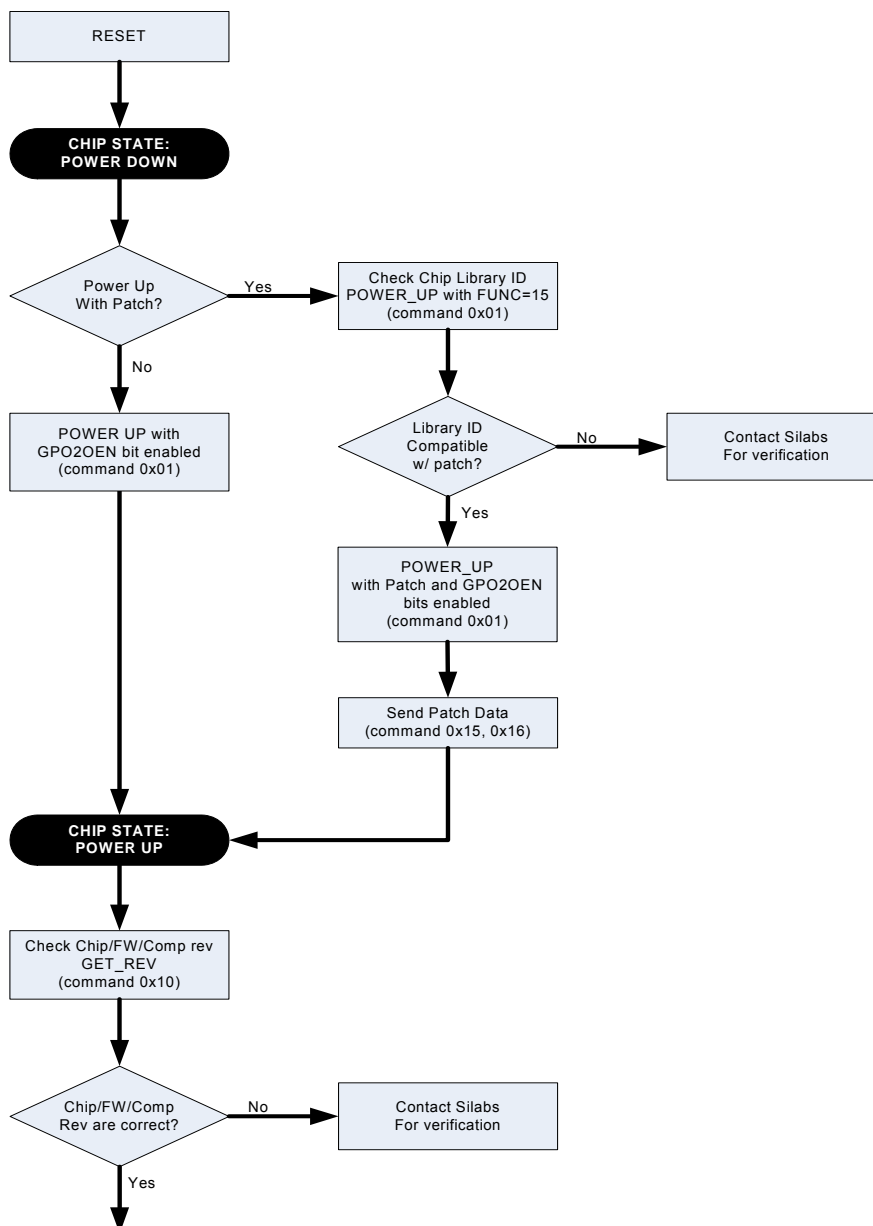 RESET
CHIP STATE:
POWER DOWN
Power Up
With Patch?
Yes
Check Chip Library ID
POWER_UP with FUNC=15
(command 0x01)
No
POWER UP with
GPO2OEN bit enabled
(command 0x01)
Library ID
Compatible
w/ patch?
No
Contact Silabs
For verification
Yes
POWER_UP
with Patch and GPO2OEN
bits enabled
(command 0x01)
Send Patch Data
(command 0x15, 0x16)
CHIP STATE:
POWER UP
Check Chip/FW/Comp rev
GET_REV
(command 0x10)
Chip/FW/Comp
Rev are correct?
No
Contact Silabs
For verification
Yes